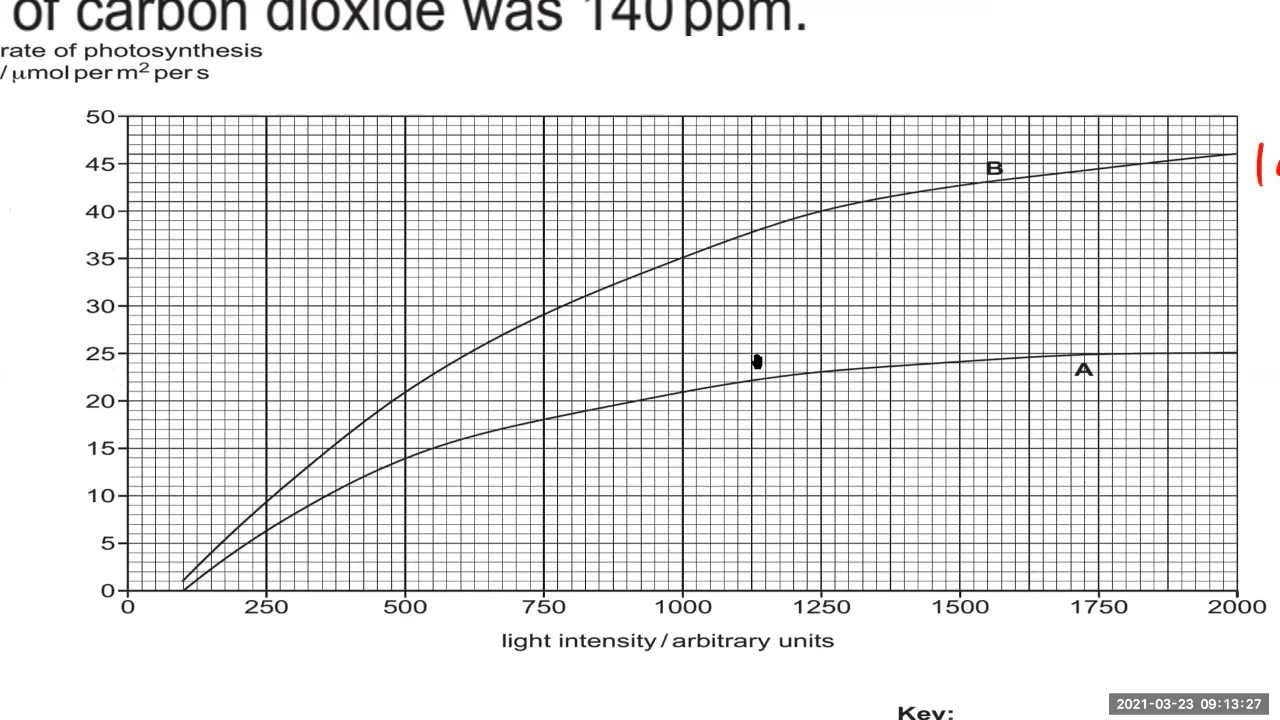 of carbon dioxide was 140 ppm.
rate of photosynthesis
/ μmol per m² per s
50
45
40
35
30
25
20
15
10
5
0
B
A
0 250 500 750 1000 1250 1500 1750 2000
light intensity / arbitrary units
Key:
2021-03-23 09:13:27